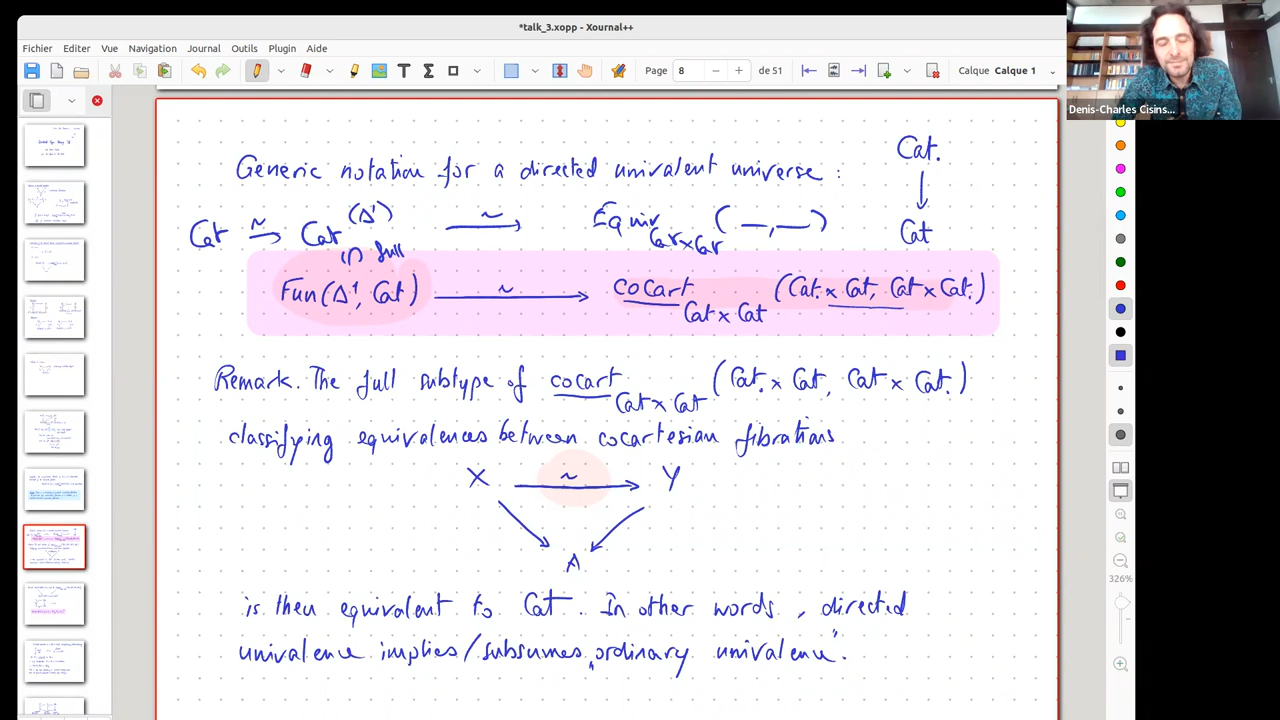 *talk_3.xopp - Xournal++
Fichier Editer Vue Navigation Journal Outils Plugin Aide
Page 8 de 51 Calque Calque 1
Denis-Charles Cisins...
Generic notation for a directed univalent universe :
Cat. ↓ Cat
Cat ~→ Cat^(Δ¹) ~→ Equiv_Cat×Cat (—,—)
∩ full
Fun(Δ¹, Cat) ~→ coCart_Cat×Cat (Cat. × Cat, Cat × Cat.)
Remark. The full subtype of coCart_Cat×Cat (Cat. × Cat, Cat × Cat.)
classifying equivalences between cocartesian fibrations
X ~→ Y
A
is then equivalent to Cat. In other words, directed
univalence implies/subsumes "ordinary univalence".
326%